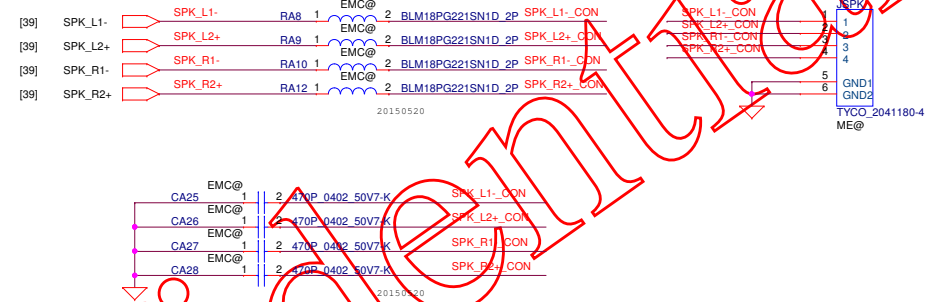 JSPK
[39] SPK_L1- SPK_L1- RA8 1 EMC@ 2 BLM18PG221SN1D_2P SPK_L1-_CON SPK_L1-_CON 1 1
[39] SPK_L2+ SPK_L2+ RA9 1 EMC@ 2 BLM18PG221SN1D_2P SPK_L2+_CON SPK_L2+_CON 2 2
[39] SPK_R1- SPK_R1- RA10 1 EMC@ 2 BLM18PG221SN1D_2P SPK_R1-_CON SPK_R1-_CON 3 3
[39] SPK_R2+ SPK_R2+ RA12 1 EMC@ 2 BLM18PG221SN1D_2P SPK_R2+_CON SPK_R2+_CON 4 4
5 GND1
6 GND2
20150520
TYCO_2041180-4
ME@
CA25 EMC@ 1 2 470P_0402_50V7-K SPK_L1-_CON
CA26 EMC@ 1 2 470P_0402_50V7-K SPK_L2+_CON
CA27 EMC@ 1 2 470P_0402_50V7-K SPK_R1-_CON
CA28 EMC@ 1 2 470P_0402_50V7-K SPK_R2+_CON
20150520